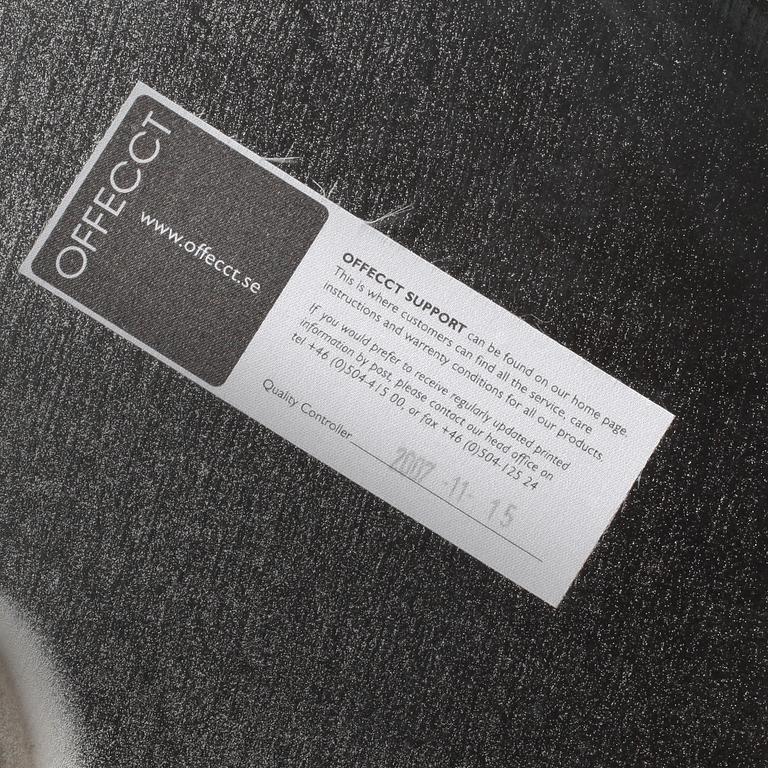 OFFECCT
www.offecct.se
OFFECCT SUPPORT can be found on our home page.
This is where customers can find all the service, care
instructions and warrenty conditions for all our products.
If you would prefer to receive regularly updated printed
information by post, please contact our head office on
tel +46 (0)504-415 00, or fax +46 (0)504-125 24
Quality Controller
2007 -11- 15